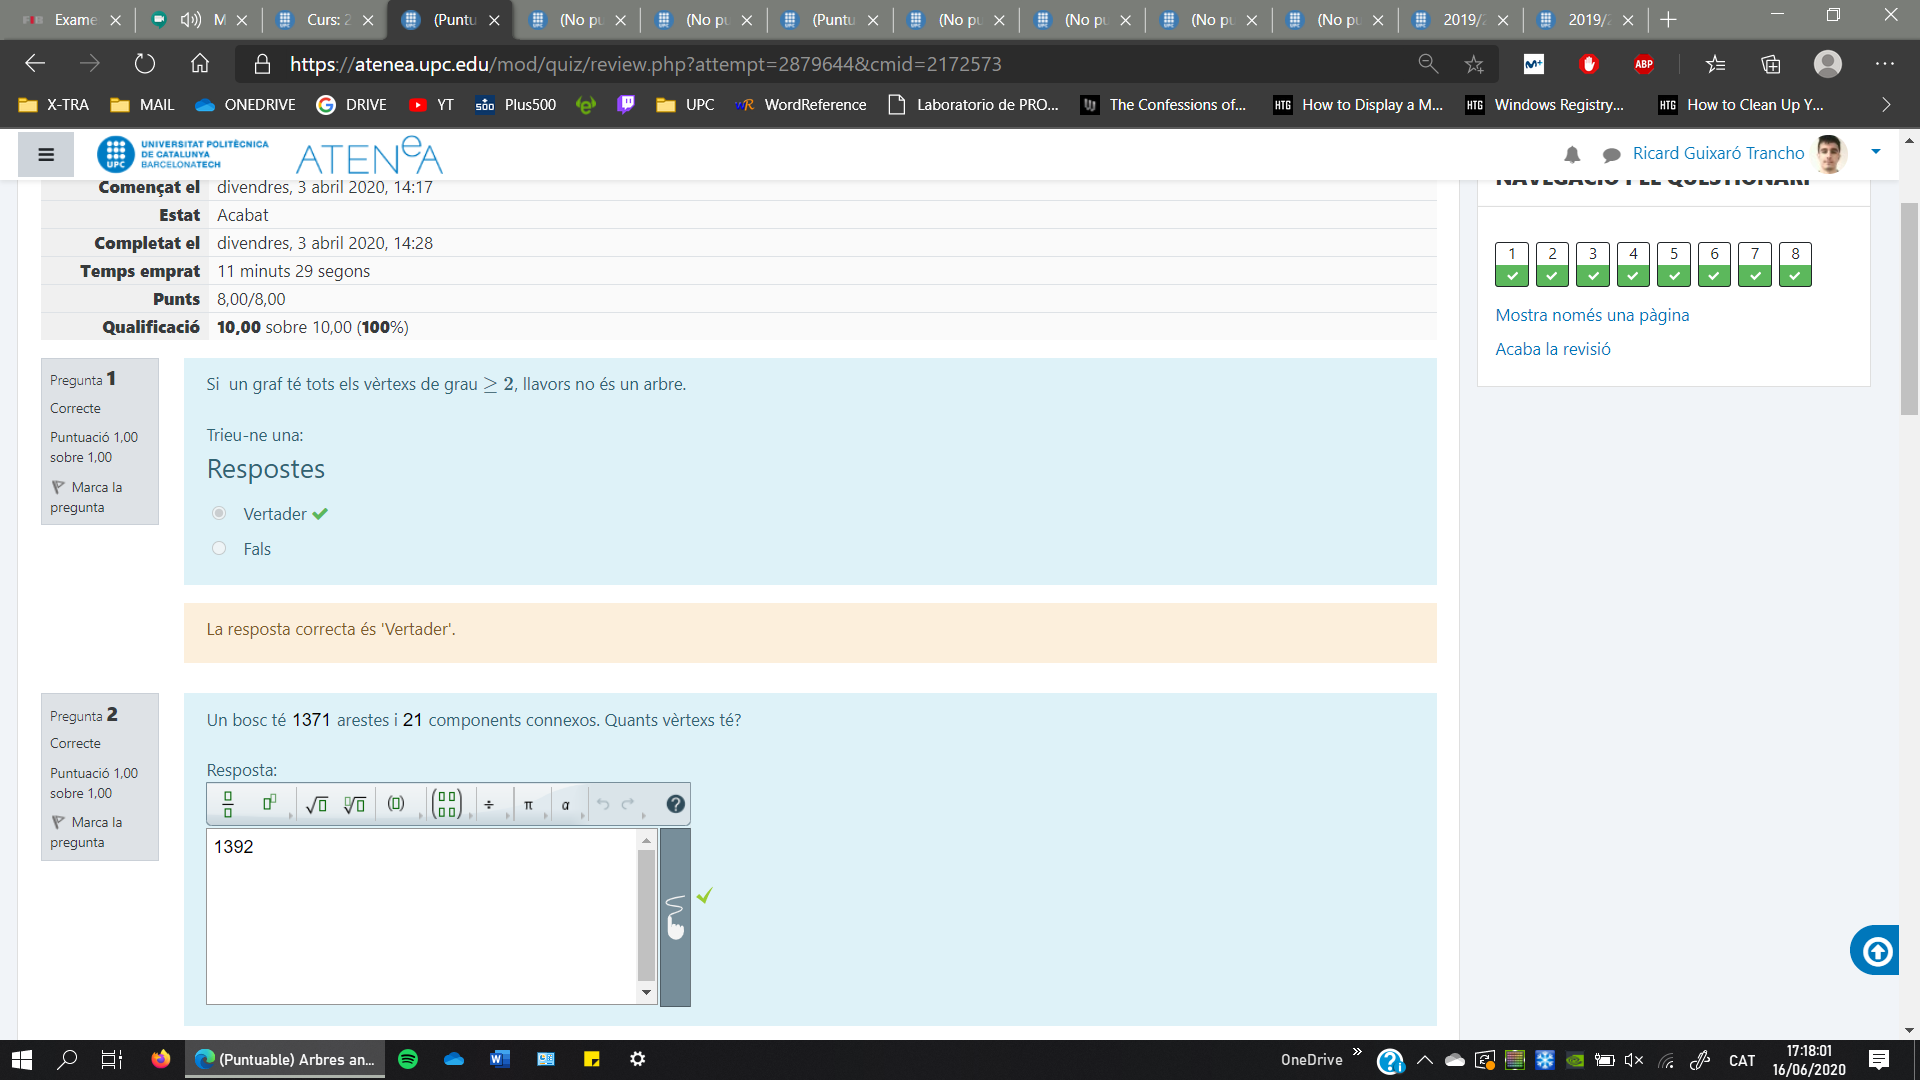 Exame
M
Curs: 2
(Puntu
(No pu
(No pu
(Puntu
(No pu
(No pu
(No pu
(No pu
2019/
2019/
https://atenea.upc.edu/mod/quiz/review.php?attempt=2879644&cmid=2172573
ABP
X-TRA MAIL ONEDRIVE DRIVE YT Plus500 UPC WordReference Laboratorio de PRO... The Confessions of... HTG How to Display a M... HTG Windows Registry... HTG How to Clean Up Y...
UPC
UNIVERSITAT POLITÈCNICA
DE CATALUNYA
BARCELONATECH
ATENeA
Ricard Guixaró Trancho
NAVEGACIÓ PEL QÜESTIONARI
Començat el divendres, 3 abril 2020, 14:17
Estat Acabat
Completat el divendres, 3 abril 2020, 14:28
Temps emprat 11 minuts 29 segons
Punts 8,00/8,00
Qualificació 10,00 sobre 10,00 (100%)
1 2 3 4 5 6 7 8
Mostra només una pàgina
Acaba la revisió
Pregunta 1
Correcte
Puntuació 1,00
sobre 1,00
Marca la
pregunta
Si un graf té tots els vèrtexs de grau ≥ 2, llavors no és un arbre.
Trieu-ne una:
Respostes
Vertader
Fals
La resposta correcta és 'Vertader'.
Pregunta 2
Correcte
Puntuació 1,00
sobre 1,00
Marca la
pregunta
Un bosc té 1371 arestes i 21 components connexos. Quants vèrtexs té?
Resposta:
÷ π α
1392
(Puntuable) Arbres an...
OneDrive
CAT
17:18:01
16/06/2020